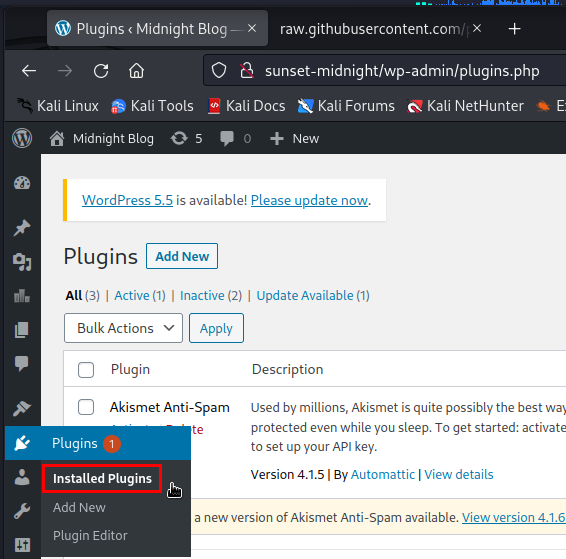 Plugins ‹ Midnight Blog —
raw.githubusercontent.com/
sunset-midnight/wp-admin/plugins.php
Kali Linux Kali Tools Kali Docs Kali Forums Kali NetHunter E
Midnight Blog 5 0 New
WordPress 5.5 is available! Please update now.
Plugins Add New
All (3) | Active (1) | Inactive (2) | Update Available (1)
Bulk Actions Apply
Plugin Description
Akismet Anti-Spam Used by millions, Akismet is quite possibly the best way
protected even while you sleep. To get started: activate
to set up your API key.
Version 4.1.5 | By Automattic | View details
Plugins 1
Installed Plugins
Add New
Plugin Editor
a new version of Akismet Anti-Spam available. View version 4.1.6